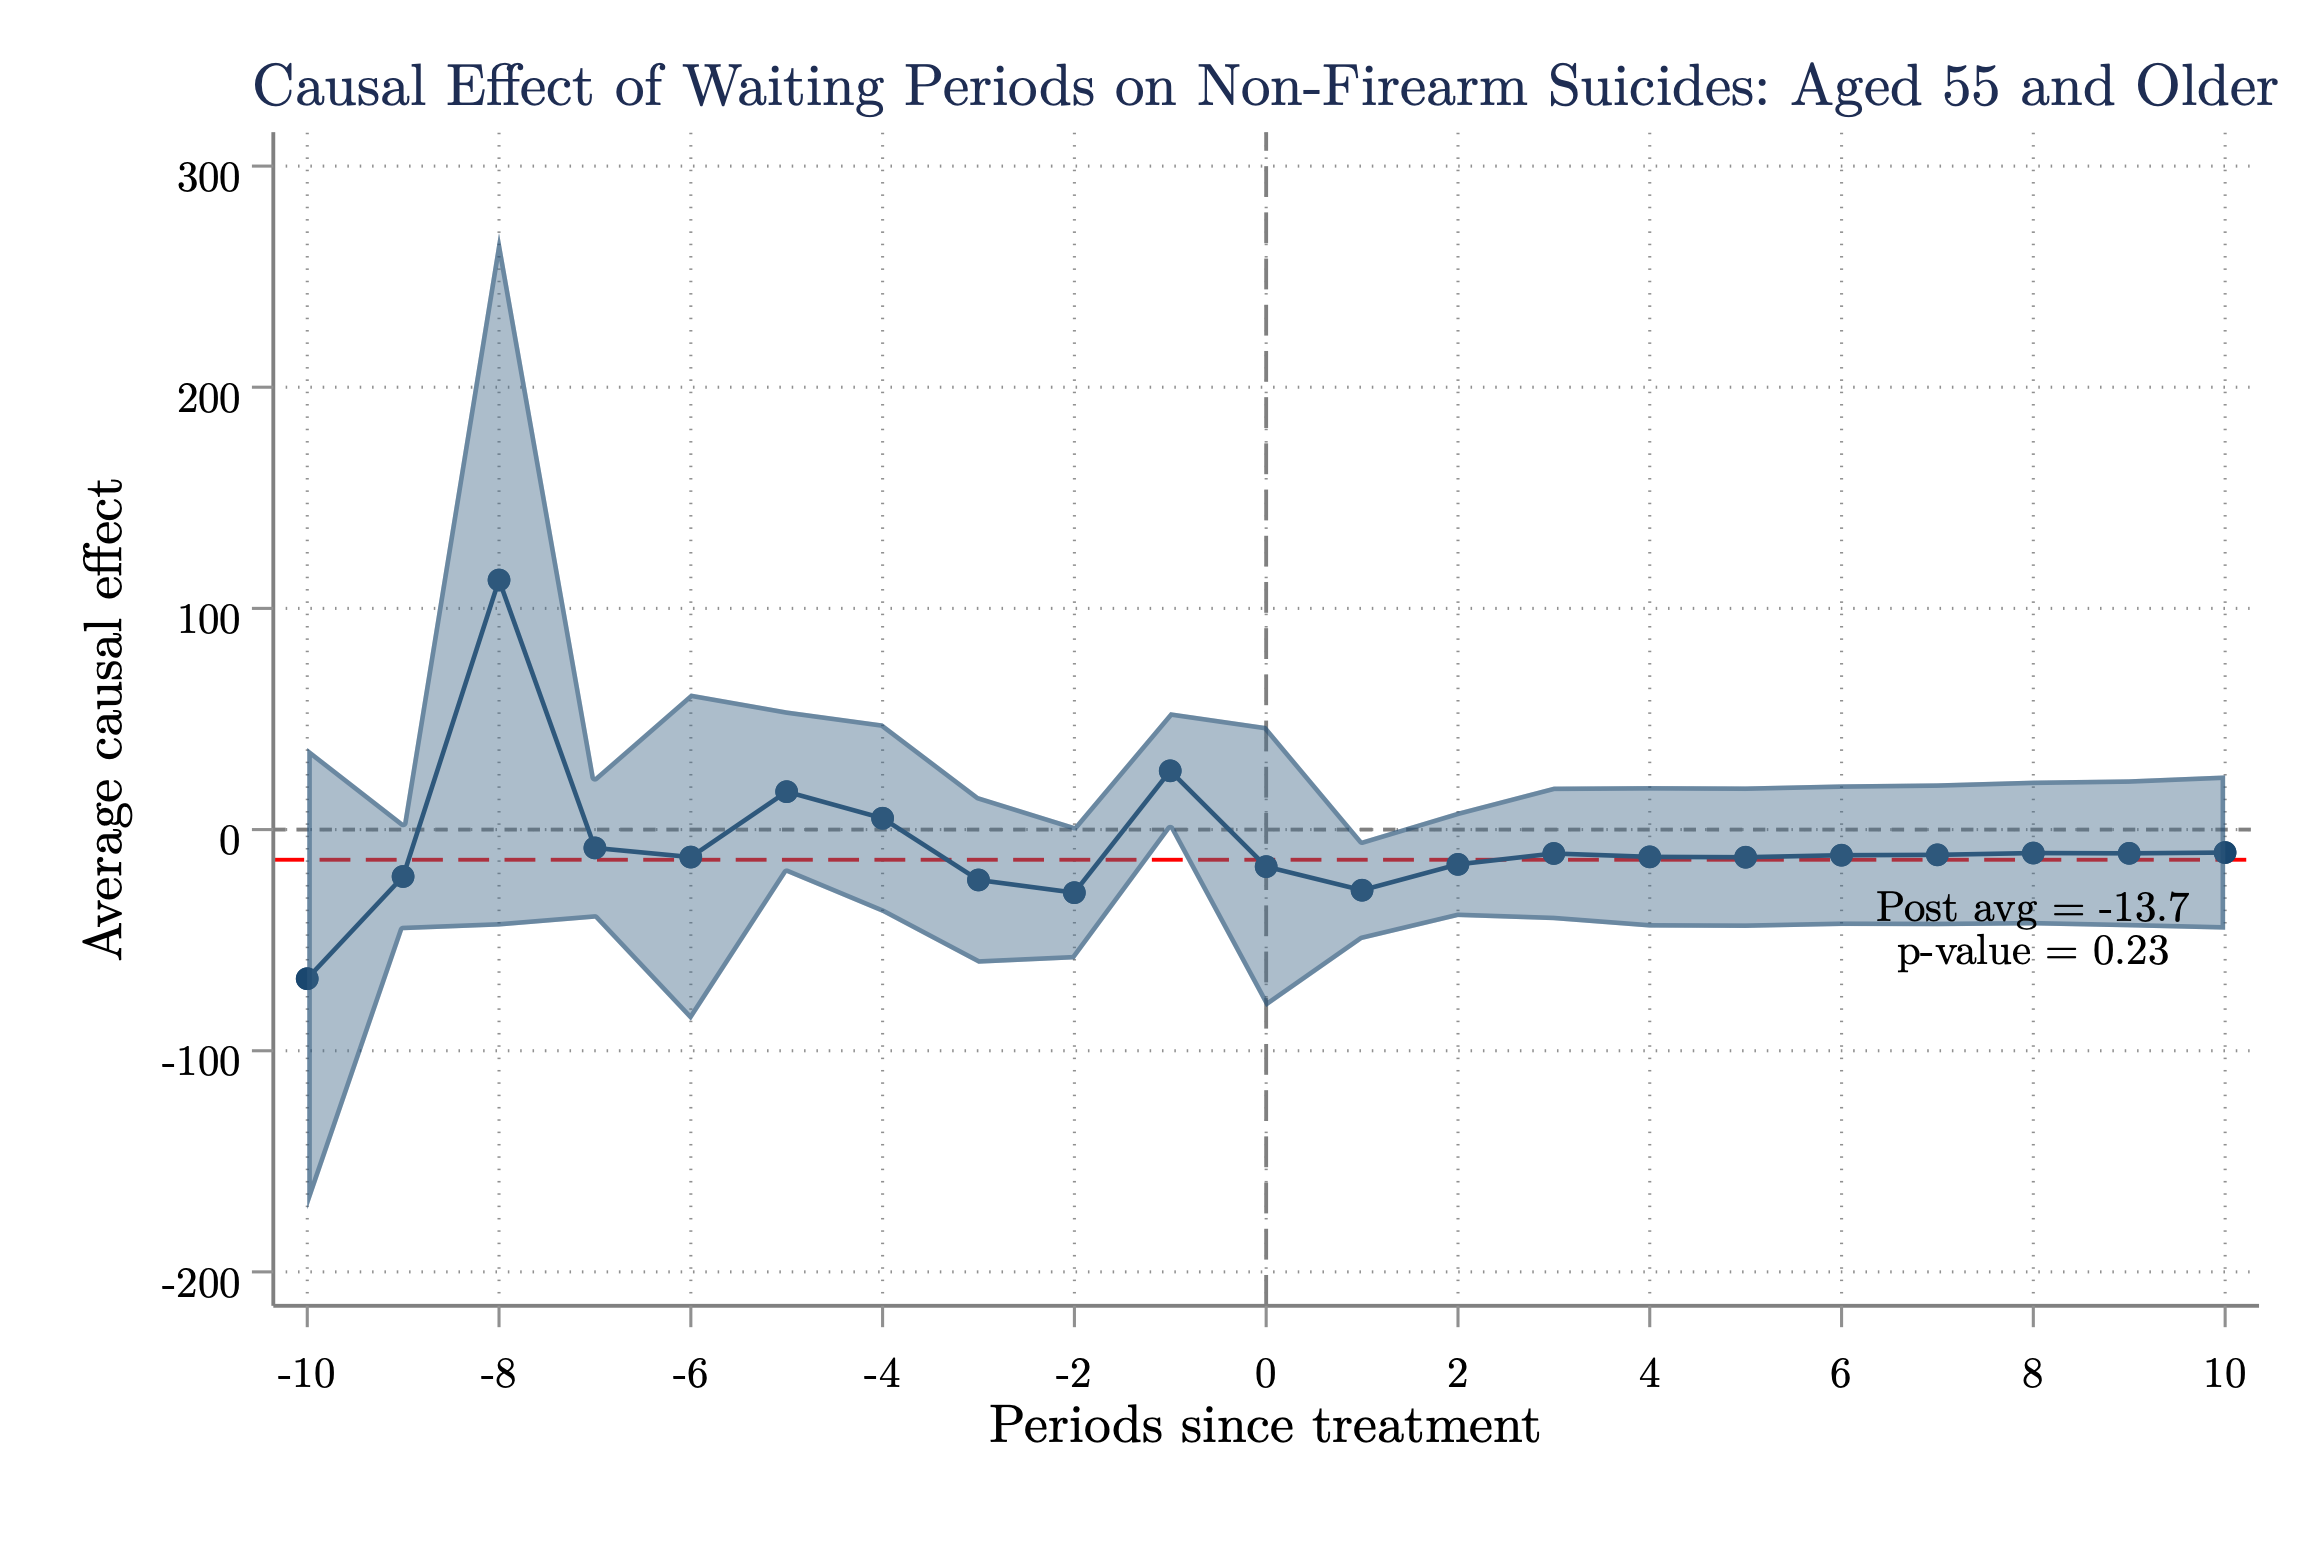 Causal Effect of Waiting Periods on Non-Firearm Suicides: Aged 55 and Older
300
200
100
0
-100
-200
Average causal effect
Post avg = -13.7
p-value = 0.23
-10 -8 -6 -4 -2 0 2 4 6 8 10
Periods since treatment